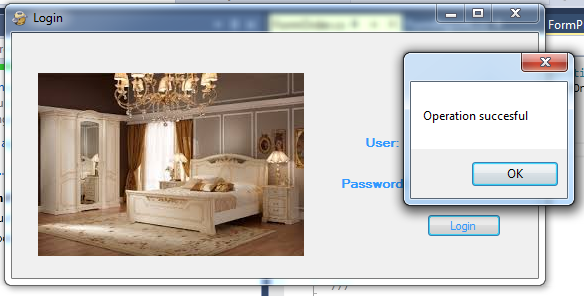 Login
FormP
Operation succesful
User:
Password
OK
Login